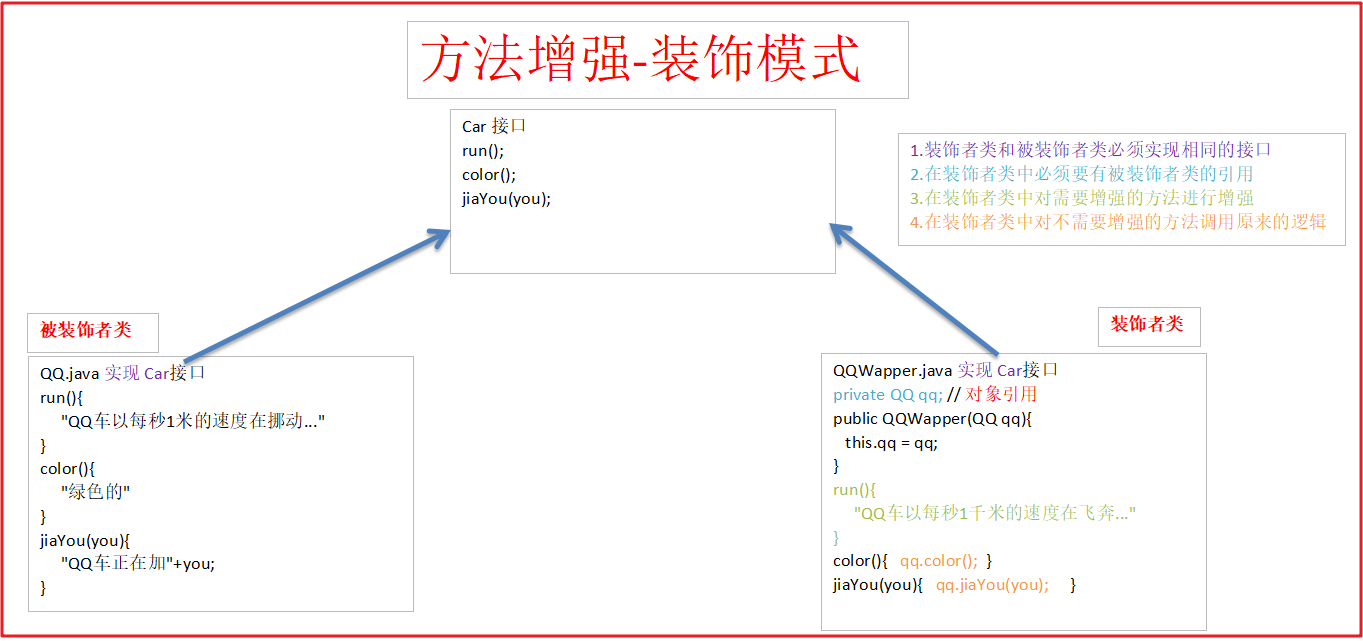 方法增强-装饰模式
Car 接口
run();
color();
jiaYou(you);
1.装饰者类和被装饰者类必须实现相同的接口
2.在装饰者类中必须要有被装饰者类的引用
3.在装饰者类中对需要增强的方法进行增强
4.在装饰者类中对不需要增强的方法调用原来的逻辑
被装饰者类
QQ.java 实现 Car接口
run(){
"QQ车以每秒1米的速度在挪动..."
}
color(){
"绿色的"
}
jiaYou(you){
"QQ车正在加"+you;
}
装饰者类
QQWapper.java 实现 Car接口
private QQ qq; // 对象引用
public QQWapper(QQ qq){
this.qq = qq;
}
run(){
"QQ车以每秒1千米的速度在飞奔..."
}
color(){ qq.color(); }
jiaYou(you){ qq.jiaYou(you); }